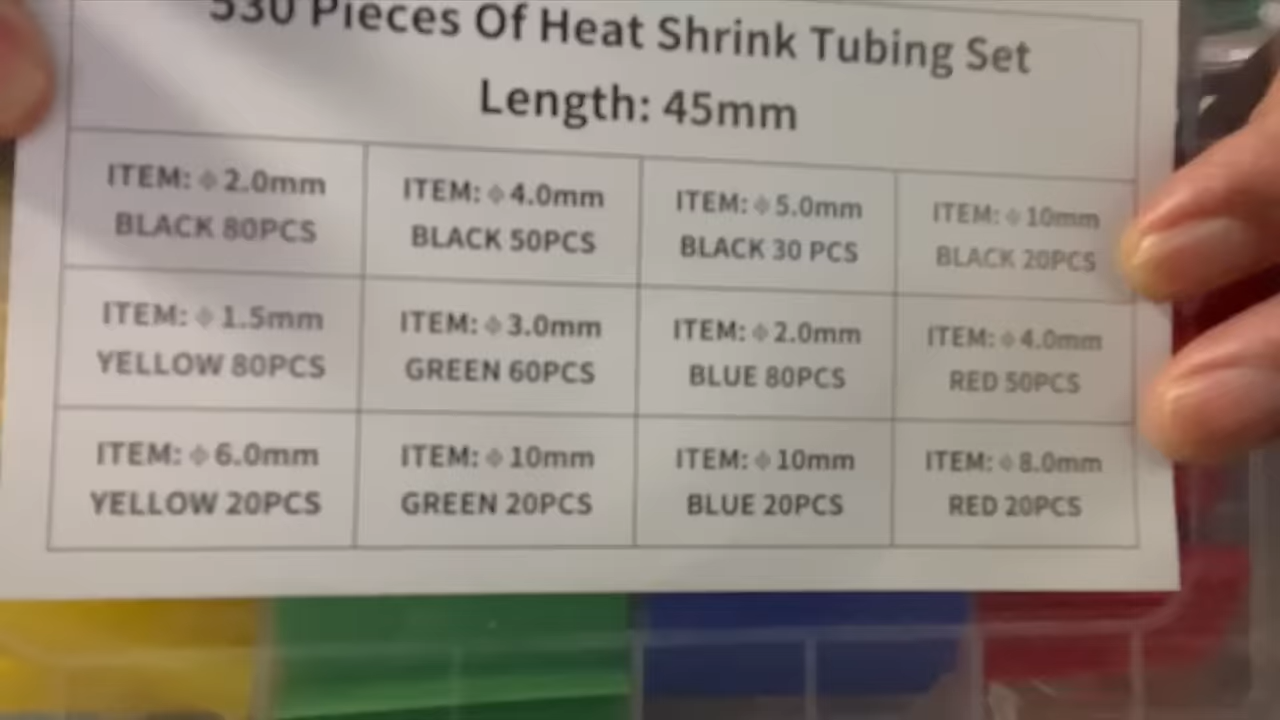 530 Pieces Of Heat Shrink Tubing Set
Length: 45mm
ITEM: ⌖2.0mm
BLACK 80PCS
ITEM: ⌖4.0mm
BLACK 50PCS
ITEM: ⌖5.0mm
BLACK 30 PCS
ITEM: ⌖10mm
BLACK 20PCS
ITEM: ⌖1.5mm
YELLOW 80PCS
ITEM: ⌖3.0mm
GREEN 60PCS
ITEM: ⌖2.0mm
BLUE 80PCS
ITEM: ⌖4.0mm
RED 50PCS
ITEM: ⌖6.0mm
YELLOW 20PCS
ITEM: ⌖10mm
GREEN 20PCS
ITEM: ⌖10mm
BLUE 20PCS
ITEM: ⌖8.0mm
RED 20PCS